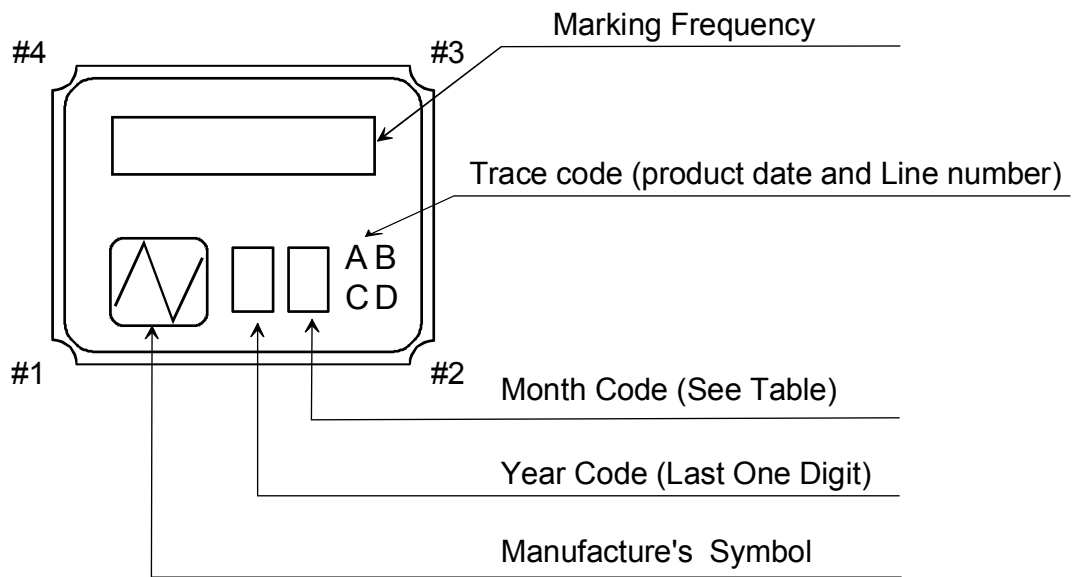 Marking Frequency
#4
#3
Trace code (product date and Line number)
A B
C D
#1
#2
Month Code (See Table)
Year Code (Last One Digit)
Manufacture's Symbol